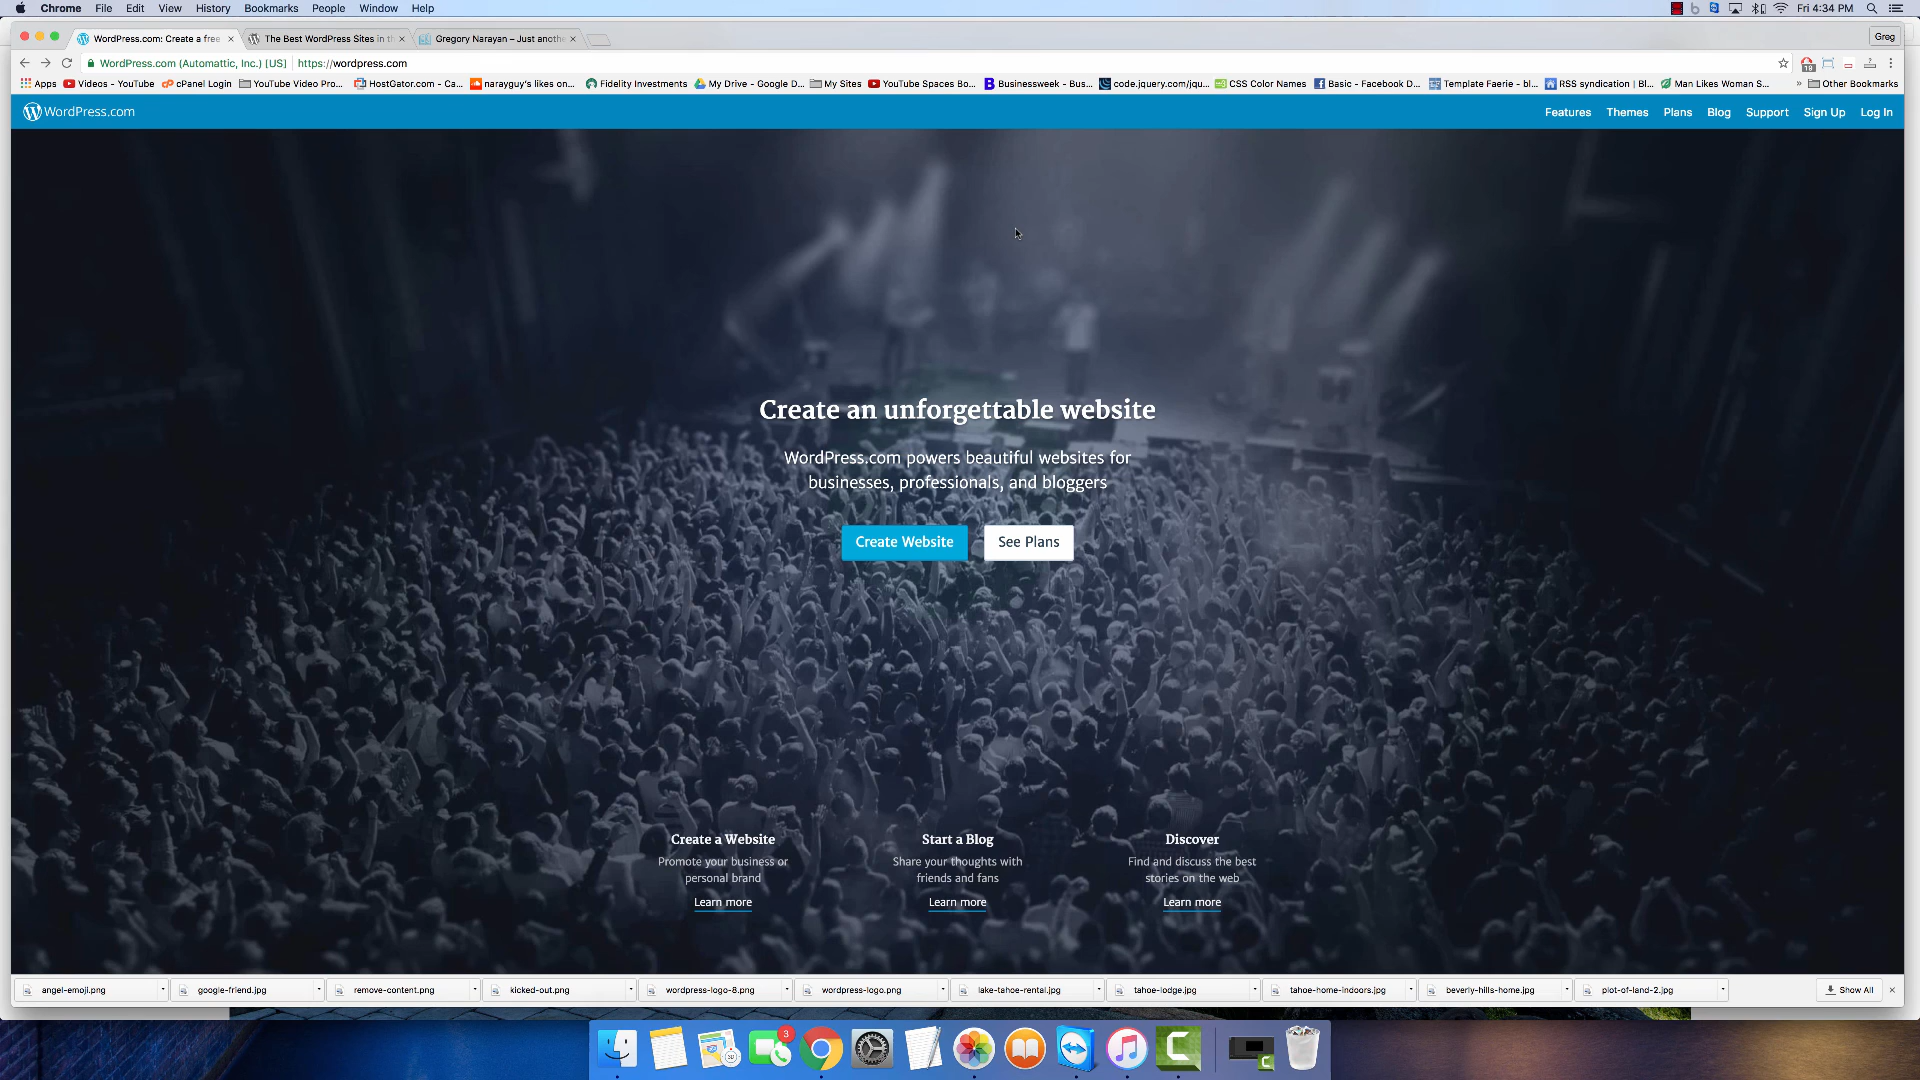 Chrome File Edit View History Bookmarks People Window Help Fri 4:34 PM
WordPress.com: Create a free The Best WordPress Sites in th Gregory Narayan – Just anothe Greg
WordPress.com (Automattic, Inc.) [US] https://wordpress.com
Apps Videos - YouTube cPanel Login YouTube Video Pro... HostGator.com - Ca... narayguy's likes on... Fidelity Investments My Drive - Google D... My Sites YouTube Spaces Bo... Businessweek - Bus... code.jquery.com/jqu... CSS Color Names Basic - Facebook D... Template Faerie - bl... RSS syndication | Bl... Man Likes Woman S... » Other Bookmarks
WordPress.com Features Themes Plans Blog Support Sign Up Log In
Create an unforgettable website
WordPress.com powers beautiful websites for
businesses, professionals, and bloggers
Create Website See Plans
Create a Website Start a Blog Discover
Promote your business or Share your thoughts with Find and discuss the best
personal brand friends and fans stories on the web
Learn more Learn more Learn more
angel-emoji.png google-friend.jpg remove-content.png kicked-out.png wordpress-logo-8.png wordpress-logo.png lake-tahoe-rental.jpg tahoe-lodge.jpg tahoe-home-indoors.jpg beverly-hills-home.jpg plot-of-land-2.jpg Show All
3